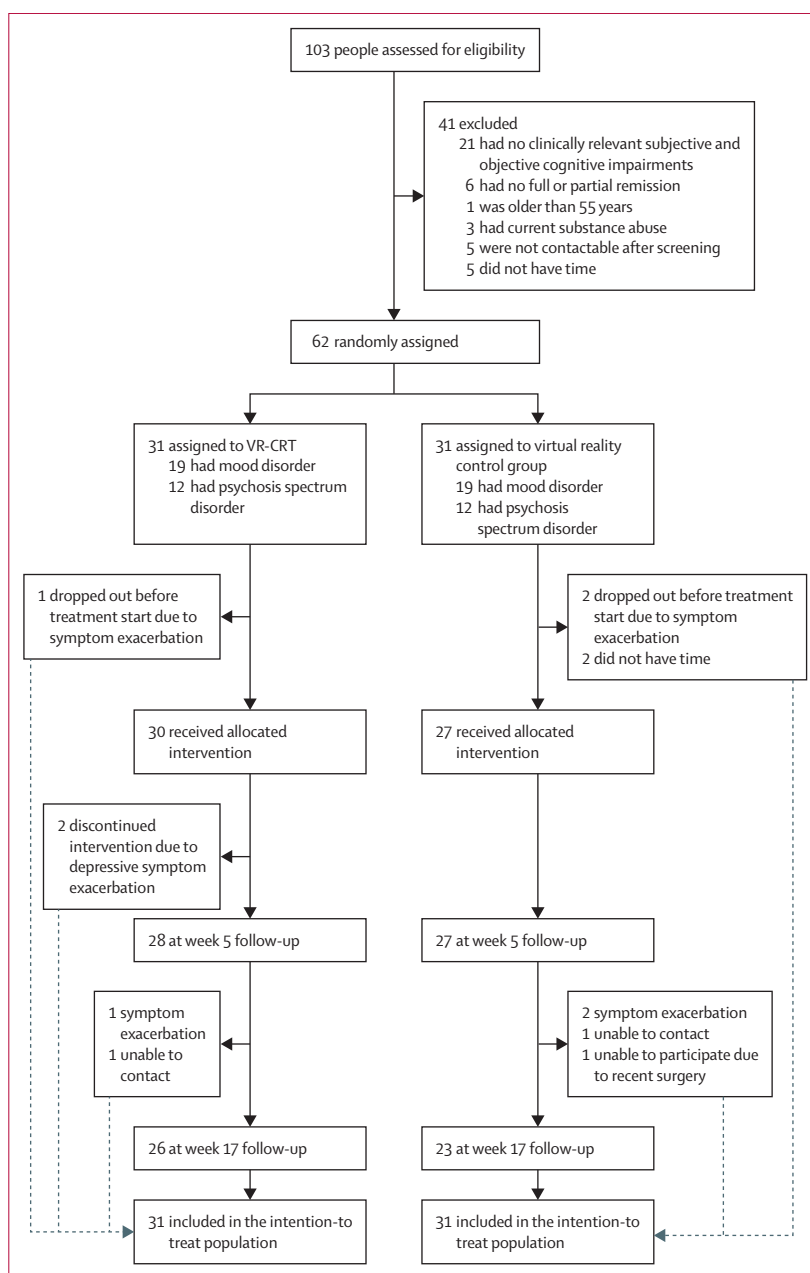 103 people assessed for eligibility
41 excluded
21 had no clinically relevant subjective and
objective cognitive impairments
6 had no full or partial remission
1 was older than 55 years
3 had current substance abuse
5 were not contactable after screening
5 did not have time
62 randomly assigned
31 assigned to VR-CRT
19 had mood disorder
12 had psychosis spectrum
disorder
31 assigned to virtual reality
control group
19 had mood disorder
12 had psychosis
spectrum disorder
1 dropped out before
treatment start due to
symptom exacerbation
2 dropped out before treatment
start due to symptom
exacerbation
2 did not have time
30 received allocated
intervention
27 received allocated
intervention
2 discontinued
intervention due to
depressive symptom
exacerbation
28 at week 5 follow-up
27 at week 5 follow-up
1 symptom
exacerbation
1 unable to
contact
2 symptom exacerbation
1 unable to contact
1 unable to participate due
to recent surgery
26 at week 17 follow-up
23 at week 17 follow-up
31 included in the intention-to
treat population
31 included in the intention-to
treat population